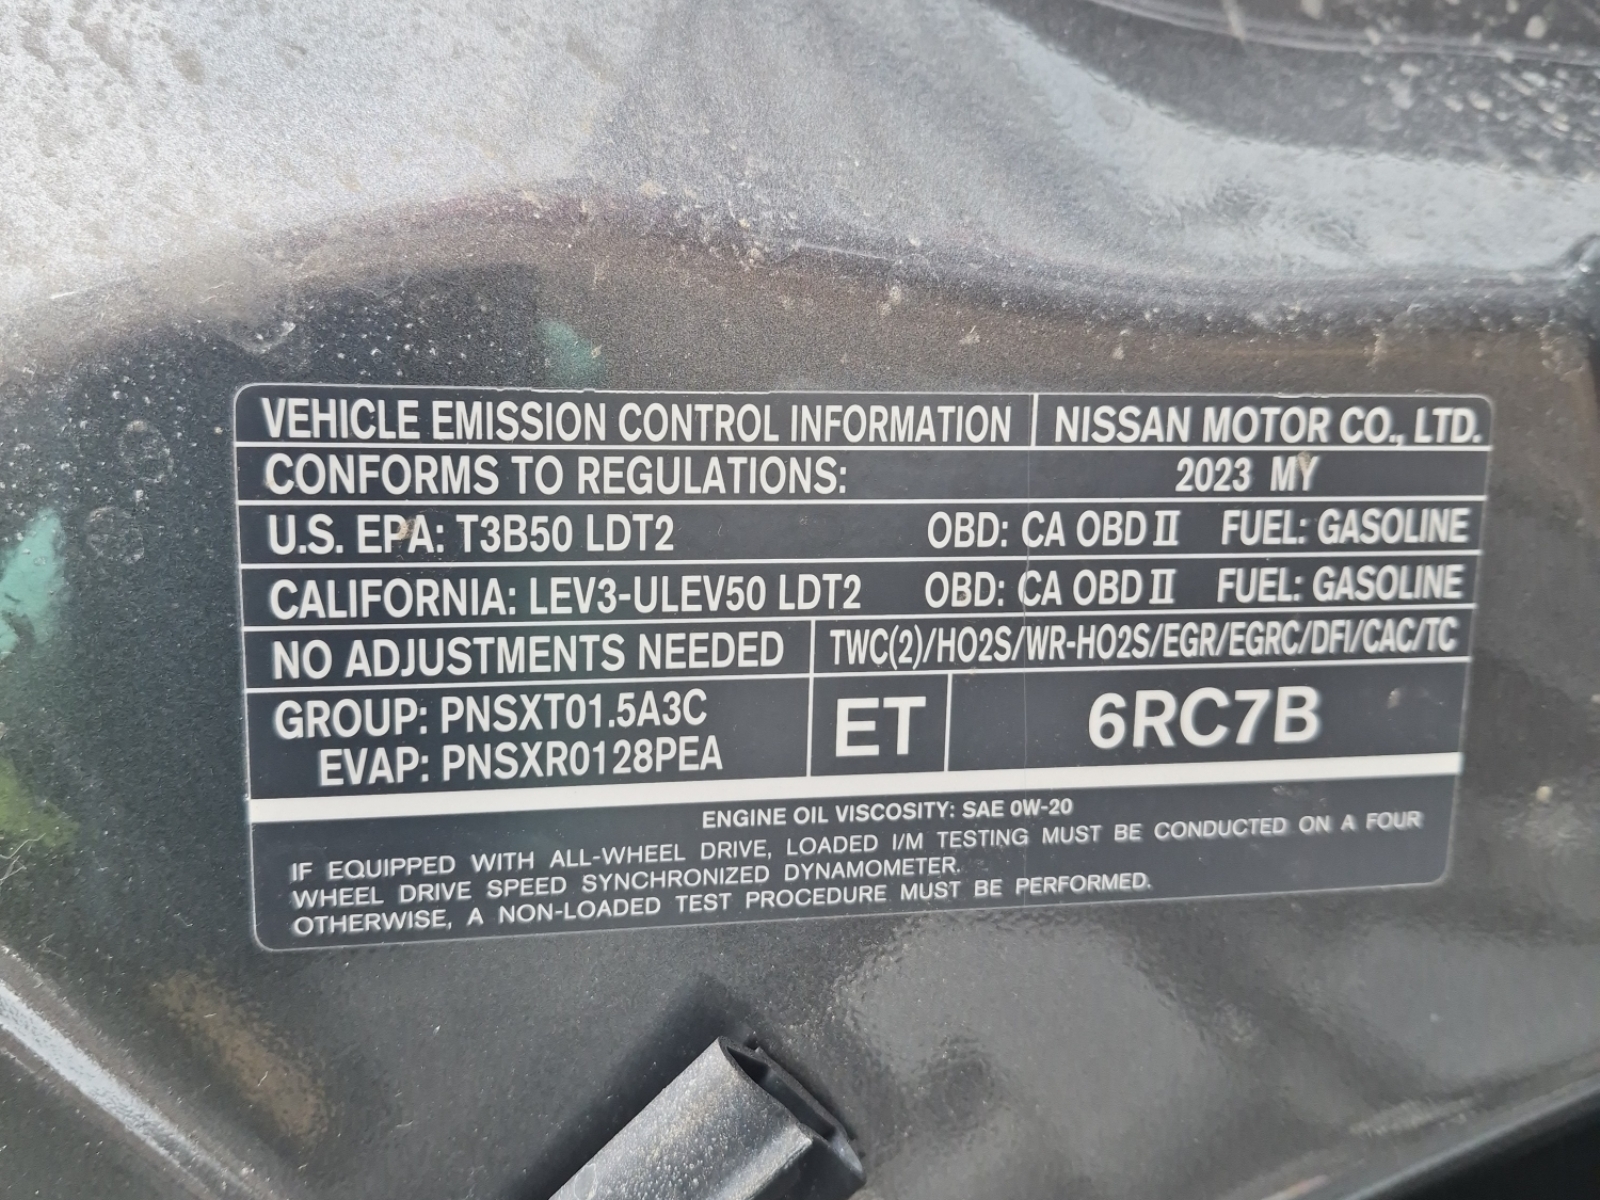 VEHICLE EMISSION CONTROL INFORMATION NISSAN MOTOR CO., LTD.
CONFORMS TO REGULATIONS: 2023 MY
U.S. EPA: T3B50 LDT2 OBD: CA OBD II FUEL: GASOLINE
CALIFORNIA: LEV3-ULEV50 LDT2 OBD: CA OBD II FUEL: GASOLINE
NO ADJUSTMENTS NEEDED TWC(2)/HO2S/WR-HO2S/EGR/EGRC/DFI/CAC/TC
GROUP: PNSXT01.5A3C
EVAP: PNSXR0128PEA
ET 6RC7B
ENGINE OIL VISCOSITY: SAE 0W-20
IF EQUIPPED WITH ALL-WHEEL DRIVE, LOADED I/M TESTING MUST BE CONDUCTED ON A FOUR
WHEEL DRIVE SPEED SYNCHRONIZED DYNAMOMETER.
OTHERWISE, A NON-LOADED TEST PROCEDURE MUST BE PERFORMED.